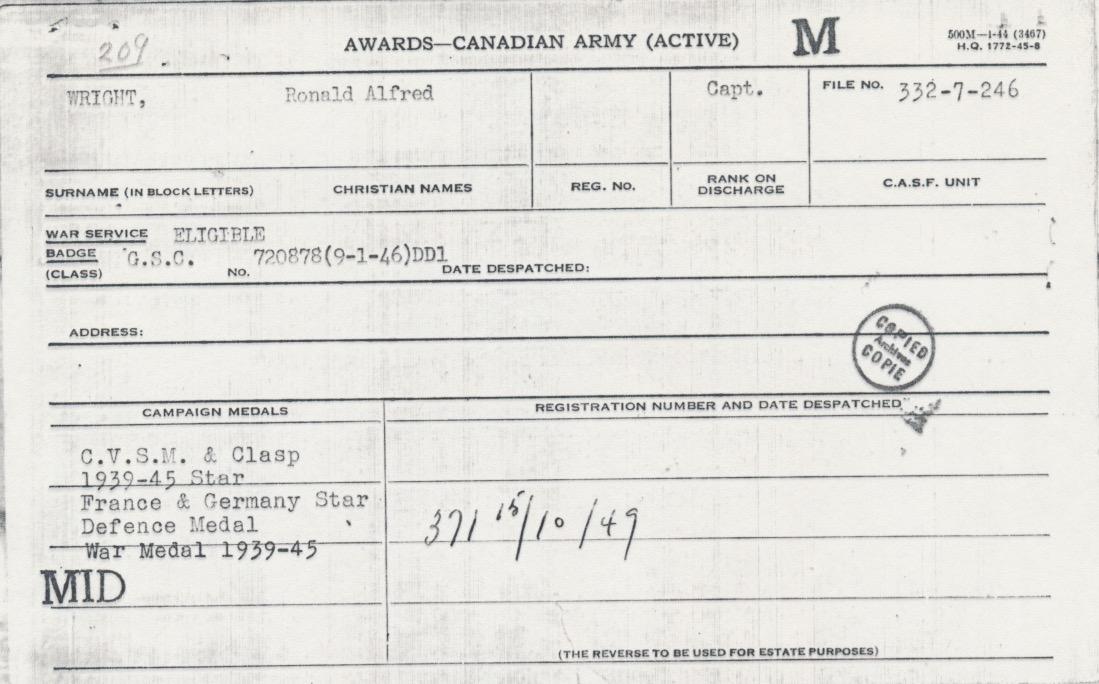 209
AWARDS—CANADIAN ARMY (ACTIVE) M
500M—1-44 (3467)
H.Q. 1772-45-8
WRIGHT, Ronald Alfred Capt. FILE NO. 332-7-246
SURNAME (IN BLOCK LETTERS) CHRISTIAN NAMES REG. NO. RANK ON DISCHARGE C.A.S.F. UNIT
WAR SERVICE ELIGIBLE
BADGE G.S.C. 720878(9-1-46)DD1
(CLASS) NO. DATE DESPATCHED:
ADDRESS:
COPIED
Archives
COPIE
CAMPAIGN MEDALS REGISTRATION NUMBER AND DATE DESPATCHED
C.V.S.M. & Clasp
1939-45 Star
France & Germany Star
Defence Medal
War Medal 1939-45
371 15/10/49
MID
(THE REVERSE TO BE USED FOR ESTATE PURPOSES)